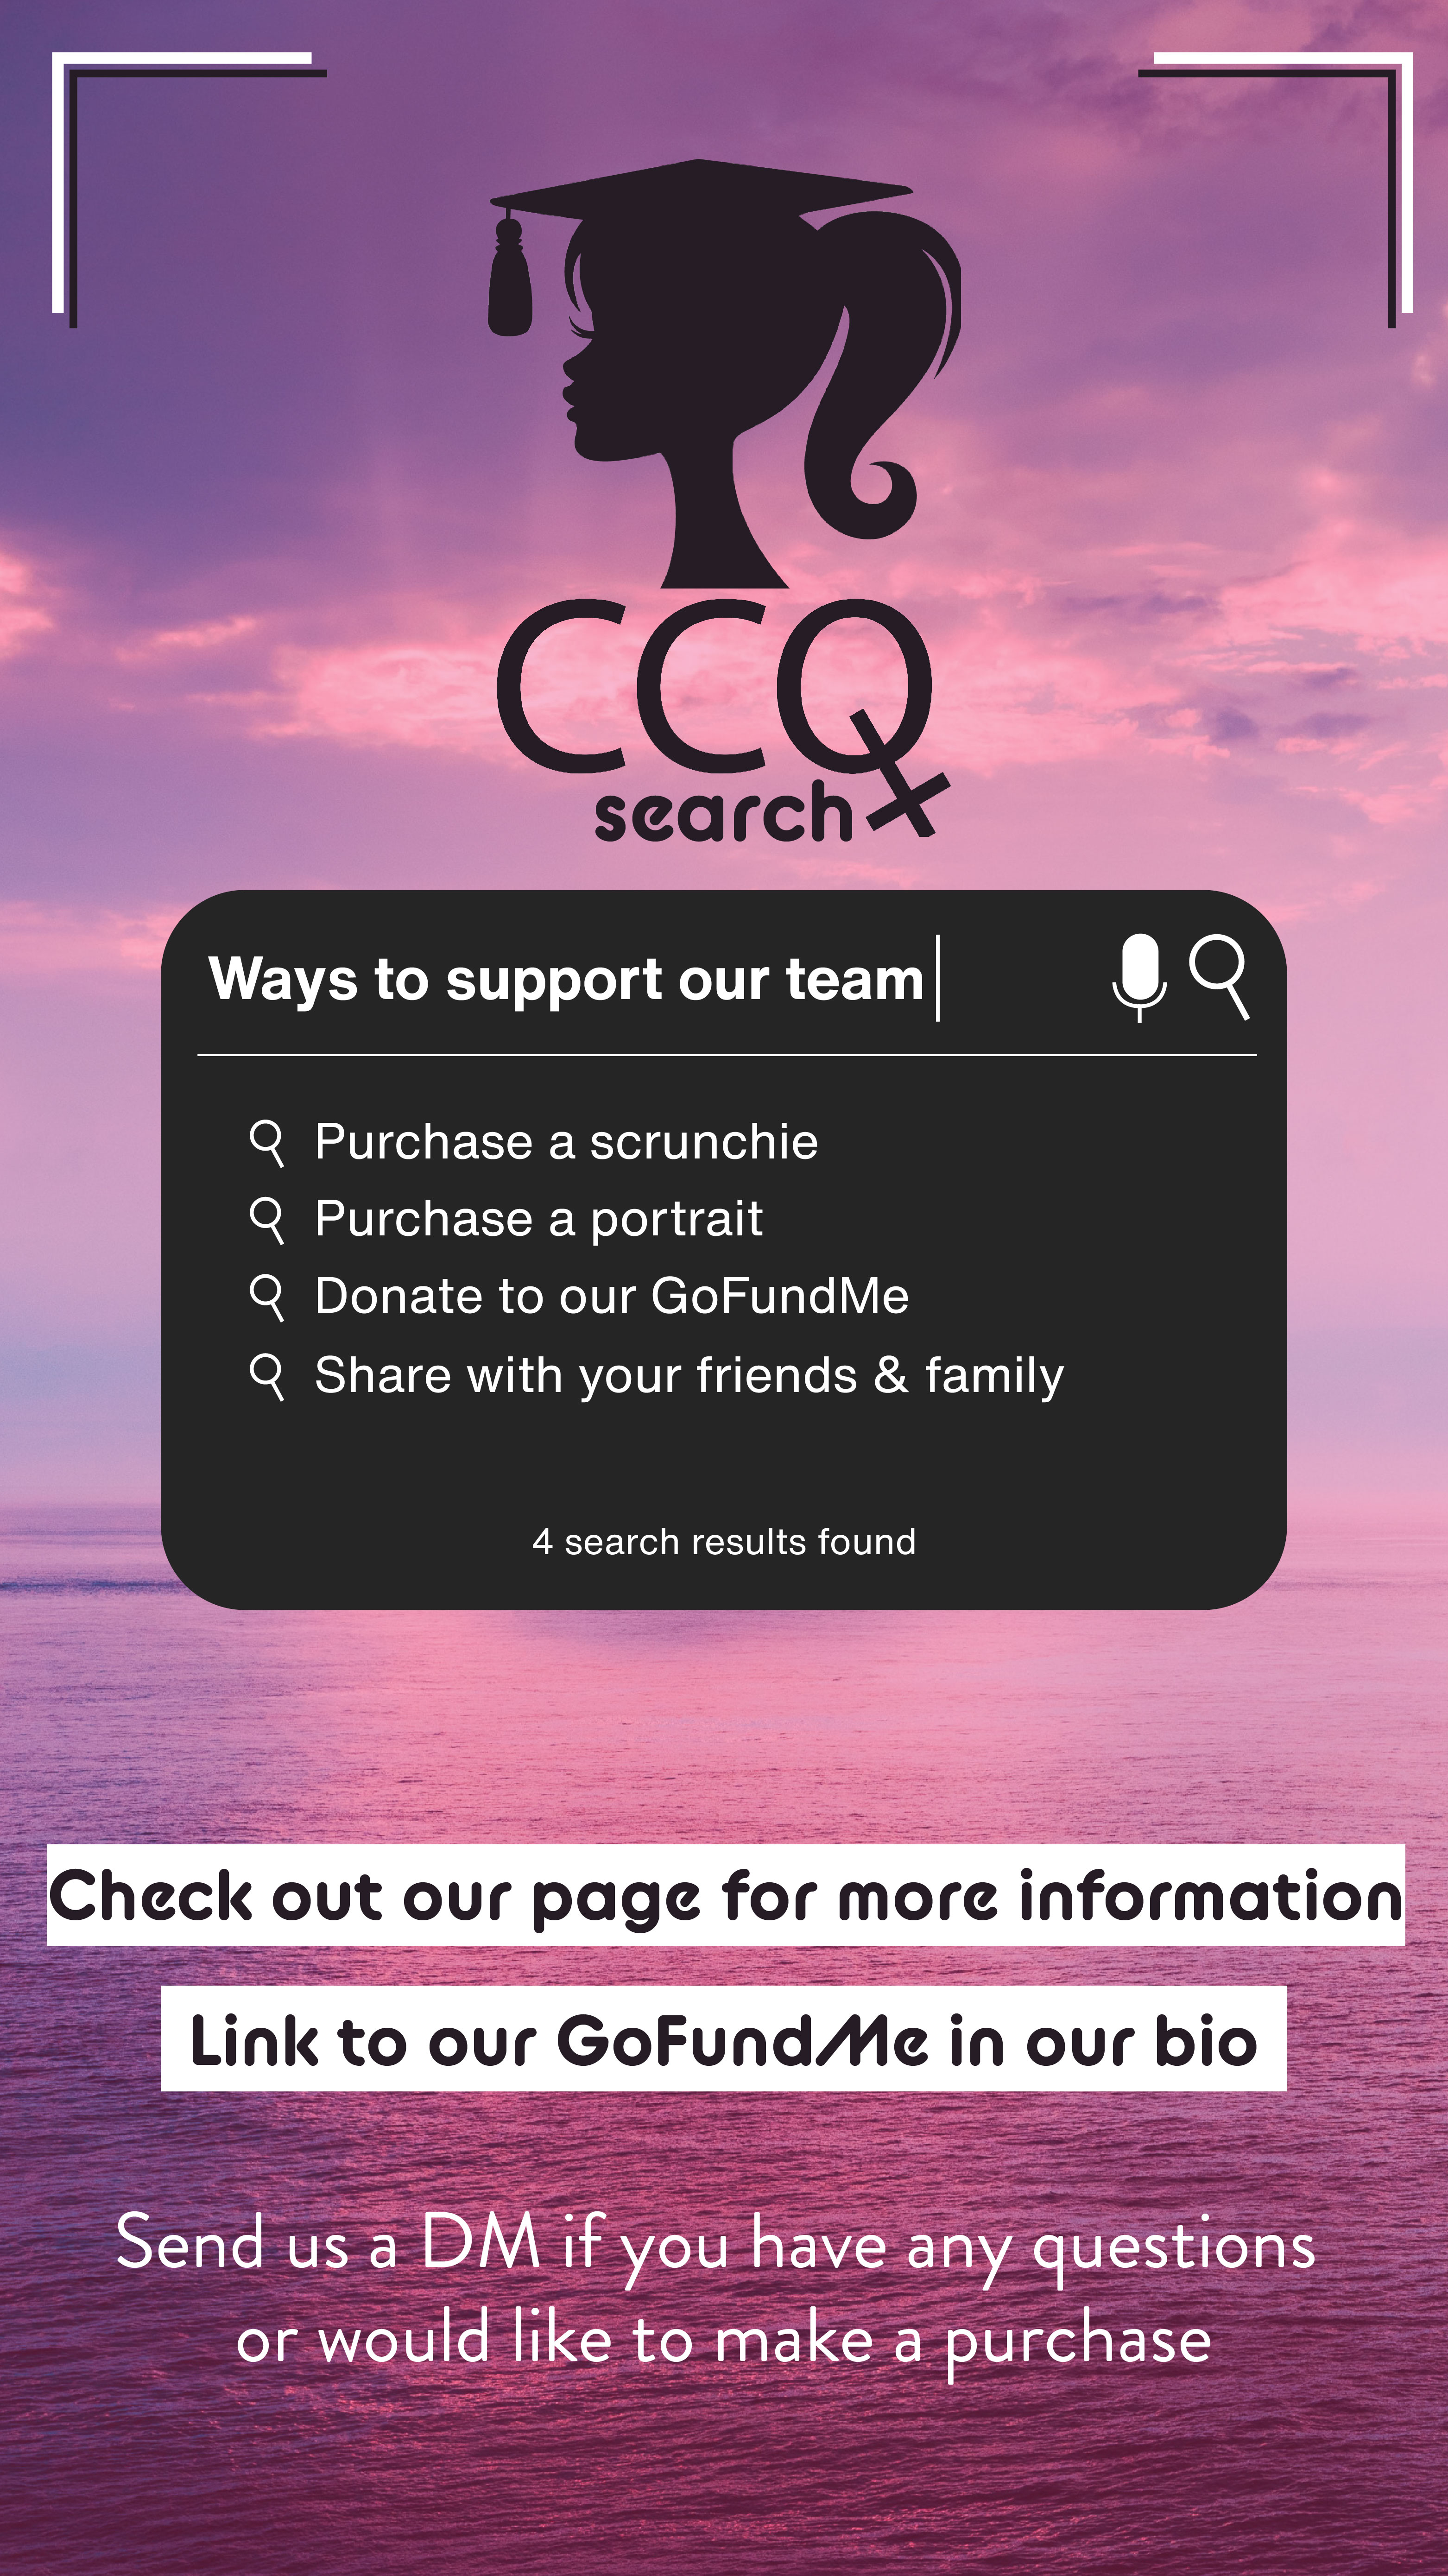 CCQ
search
Ways to support our team
Purchase a scrunchie
Purchase a portrait
Donate to our GoFundMe
Share with your friends & family
4 search results found
Check out our page for more information
Link to our GoFundMe in our bio
Send us a DM if you have any questions
or would like to make a purchase